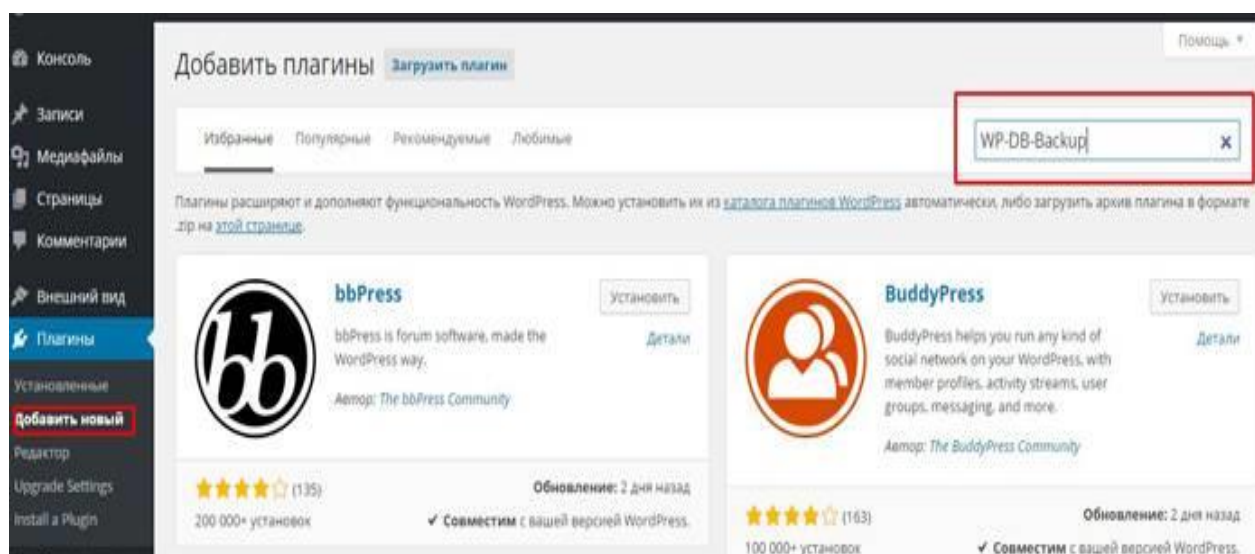 Консоль
Записи
Медиафайлы
Страницы
Комментарии
Внешний вид
Плагины
Установленные
Добавить новый
Редактор
Upgrade Settings
Install a Plugin
Помощь
Добавить плагины Загрузить плагин
Избранные Популярные Рекомендуемые Любимые
WP-DB-Backup
Плагины расширяют и дополняют функциональность WordPress. Можно установить их из каталога плагинов WordPress автоматически, либо загрузить архив плагина в формате
.zip на этой странице.
bbPress
Установить
bbPress is forum software, made the
WordPress way.
Детали
Автор: The bbPress Community
(135)
Обновление: 2 дня назад
200 000+ установок
✔ Совместим с вашей версией WordPress.
BuddyPress
Установить
BuddyPress helps you run any kind of
social network on your WordPress, with
member profiles, activity streams, user
groups, messaging, and more.
Детали
Автор: The BuddyPress Community
(163)
Обновление: 2 дня назад
100 000+ установок
✔ Совместим с вашей версией WordPress.
bb